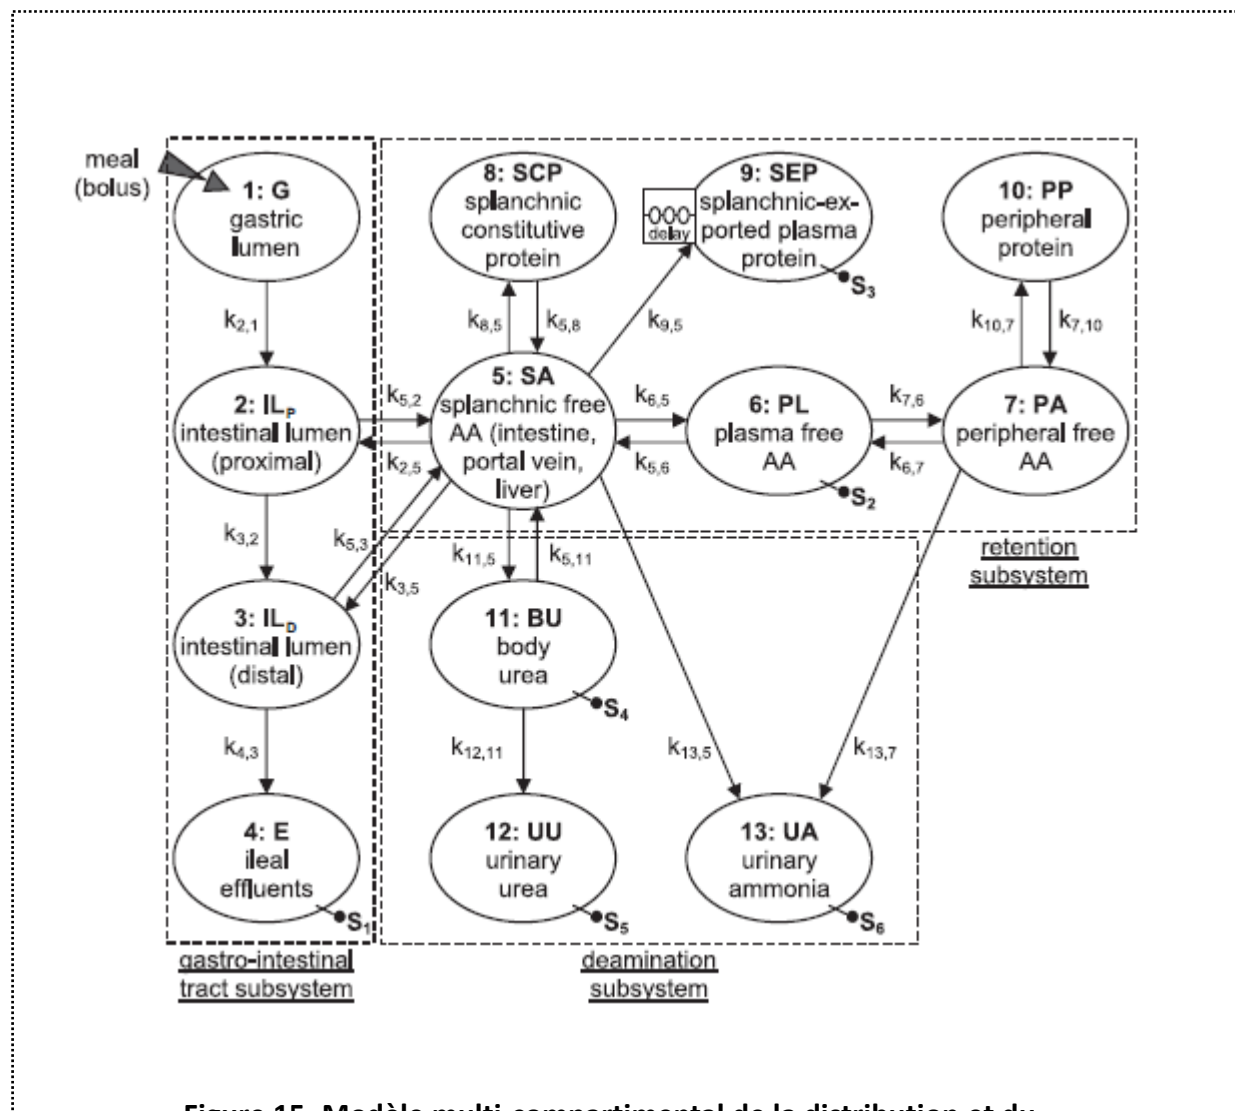 meal
(bolus)
1: G
gastric
lumen
k2,1
2: ILP
intestinal lumen
(proximal)
k3,2
3: ILD
intestinal lumen
(distal)
k4,3
4: E
ileal
effluents
S1
gastro-intestinal
tract subsystem
8: SCP
splanchnic
constitutive
protein
k8,5
k5,8
delay
9: SEP
splanchnic-ex-
ported plasma
protein
S3
k9,5
10: PP
peripheral
protein
k10,7
k7,10
k5,2
k2,5
5: SA
splanchnic free
AA (intestine,
portal vein,
liver)
k6,5
k5,6
6: PL
plasma free
AA
S2
k7,6
k6,7
7: PA
peripheral free
AA
retention
subsystem
k5,3
k3,5
k11,5
k5,11
11: BU
body
urea
S4
k12,11
k13,5
k13,7
12: UU
urinary
urea
S5
13: UA
urinary
ammonia
S6
deamination
subsystem
Figure 15. Modèle multi-compartimental de la distribution et du